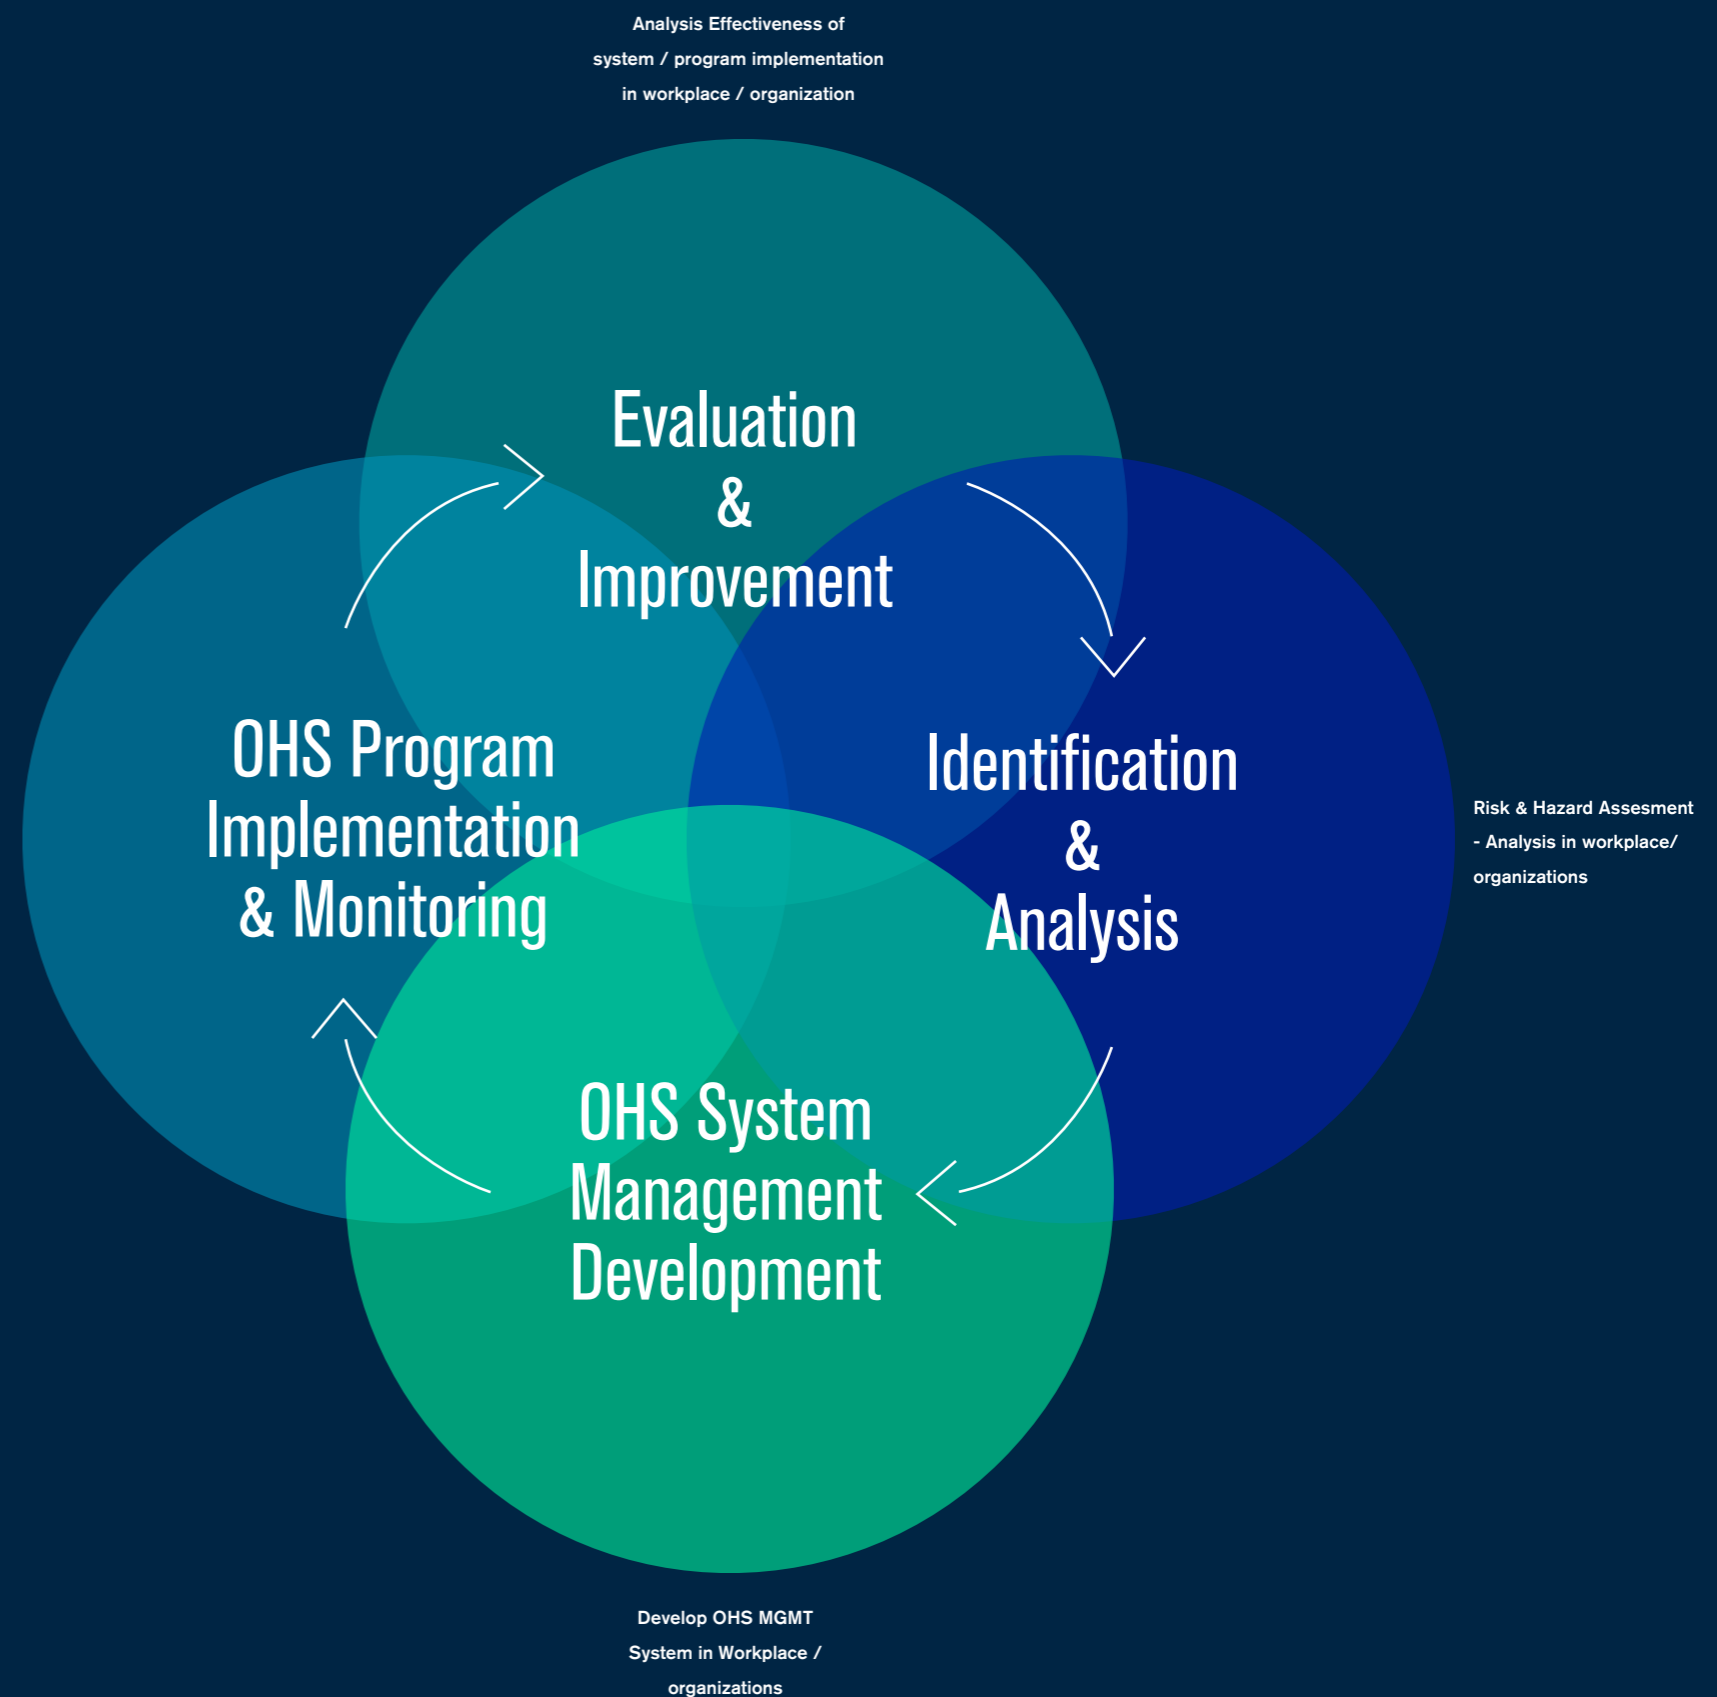 Analysis Effectiveness of
system / program implementation
in workplace / organization
Evaluation
&
Improvement
OHS Program
Implementation
& Monitoring
Identification
&
Analysis
Risk & Hazard Assesment
- Analysis in workplace/
organizations
OHS System
Management
Development
Develop OHS MGMT
System in Workplace /
organizations